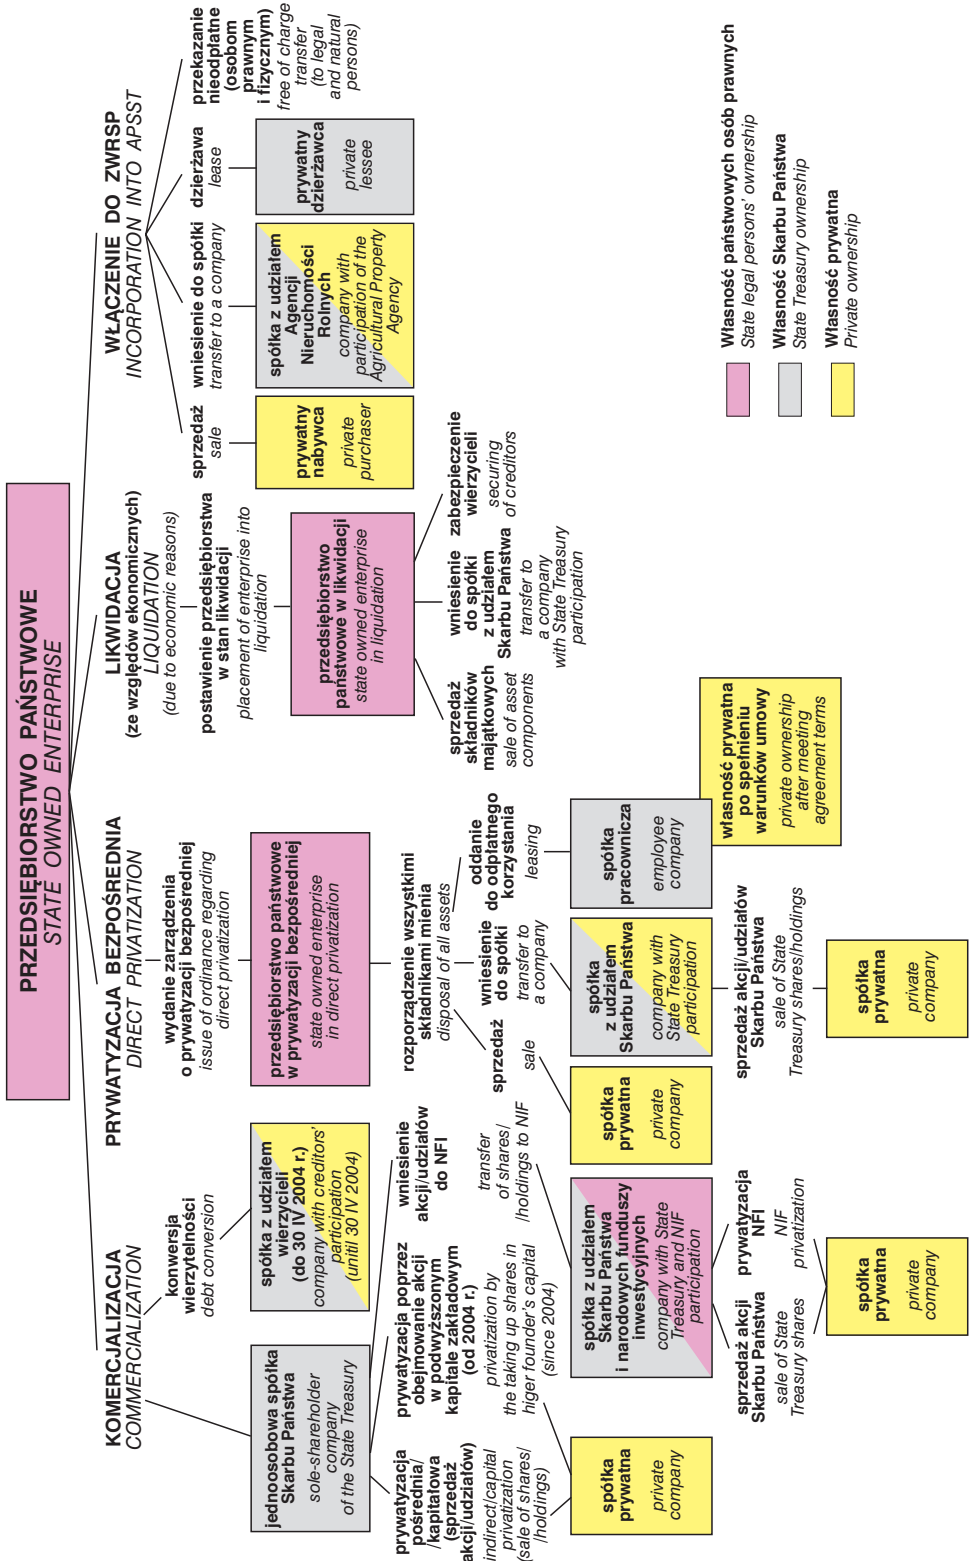 PRZEDSIĘBIORSTWO PAŃSTWOWE
STATE OWNED ENTERPRISE
KOMERCJALIZACJA
COMMERCIALIZATION
jednoosobowa spółka
Skarbu Państwa
sole-shareholder
company
of the State Treasury
konwersja
wierzytelności
debt conversion
spółka z udziałem
wierzycieli
(do 30 IV 2004 r.)
company with creditors'
participation
(unitil 30 IV 2004)
prywatyzacja
pośrednia/
/kapitałowa
(sprzedaż
akcji/udziałów)
indirect/capital
privatization
(sale of shares/
/holdings)
prywatyzacja poprzez
obejmowanie akcji
w podwyższonym
kapitale zakładowym
(od 2004 r.)
privatization by
the taking up shares in
higer founder's capital
(since 2004)
wniesienie
akcji/udziałów
do NFI
transfer
of shares/
/holdings to NIF
spółka
prywatna
private
company
spółka z udziałem
Skarbu Państwa
i narodowych funduszy
inwestycyjnych
company with State
Treasury and NIF
participation
sprzedaż akcji
Skarbu Państwa
sale of State
Treasury shares
prywatyzacja
NFI
NIF
privatization
spółka
prywatna
private
company
PRYWATYZACJA BEZPOŚREDNIA
DIRECT PRIVATIZATION
wydanie zarządzenia
o prywatyzacji bezpośredniej
issue of ordinance regarding
direct privatization
przedsiębiorstwo państwowe
w prywatyzacji bezpośredniej
state owned enterprise
in direct privatization
rozporządzenie wszystkimi
składnikami mienia
disposal of all assets
sprzedaż
sale
wniesienie
do spółki
transfer to
a company
oddanie
do odpłatnego
korzystania
leasing
spółka
prywatna
private
company
spółka
z udziałem
Skarbu Państwa
company with
State Treasury
participation
spółka
pracownicza
employee
company
własność prywatna
po spełnieniu
warunków umowy
private ownership
after meeting
agreement terms
sprzedaż akcji/udziałów
Skarbu Państwa
sale of State
Treasury shares/holdings
spółka
prywatna
private
company
LIKWIDACJA
(ze względów ekonomicznych)
LIQUIDATION
(due to economic reasons)
postawienie przedsiębiorstwa
w stan likwidacji
placement of enterprise into
liquidation
przedsiębiorstwo
państwowe w likwidacji
state owned enterprise
in liquidation
sprzedaż
składników
majątkowych
sale of asset
components
wniesienie
do spółki
z udziałem
Skarbu Państwa
transfer to
a company
with State Treasury
participation
zabezpieczenie
wierzycieli
securing
of creditors
WŁĄCZENIE DO ZWRSP
INCORPORATION INTO APSST
sprzedaż
sale
wniesienie do spółki
transfer to a company
dzierżawa
lease
przekazanie
nieodpłatne
(osobom
prawnym
i fizycznym)
free of charge
transfer
(to legal
and natural
persons)
prywatny
nabywca
private
purchaser
spółka z udziałem
Agencji
Nieruchomości
Rolnych
company with
participation of the
Agricultural Property
Agency
prywatny
dzierżawca
private
lessee
Własność państwowych osób prawnych
State legal persons' ownership
Własność Skarbu Państwa
State Treasury ownership
Własność prywatna
Private ownership